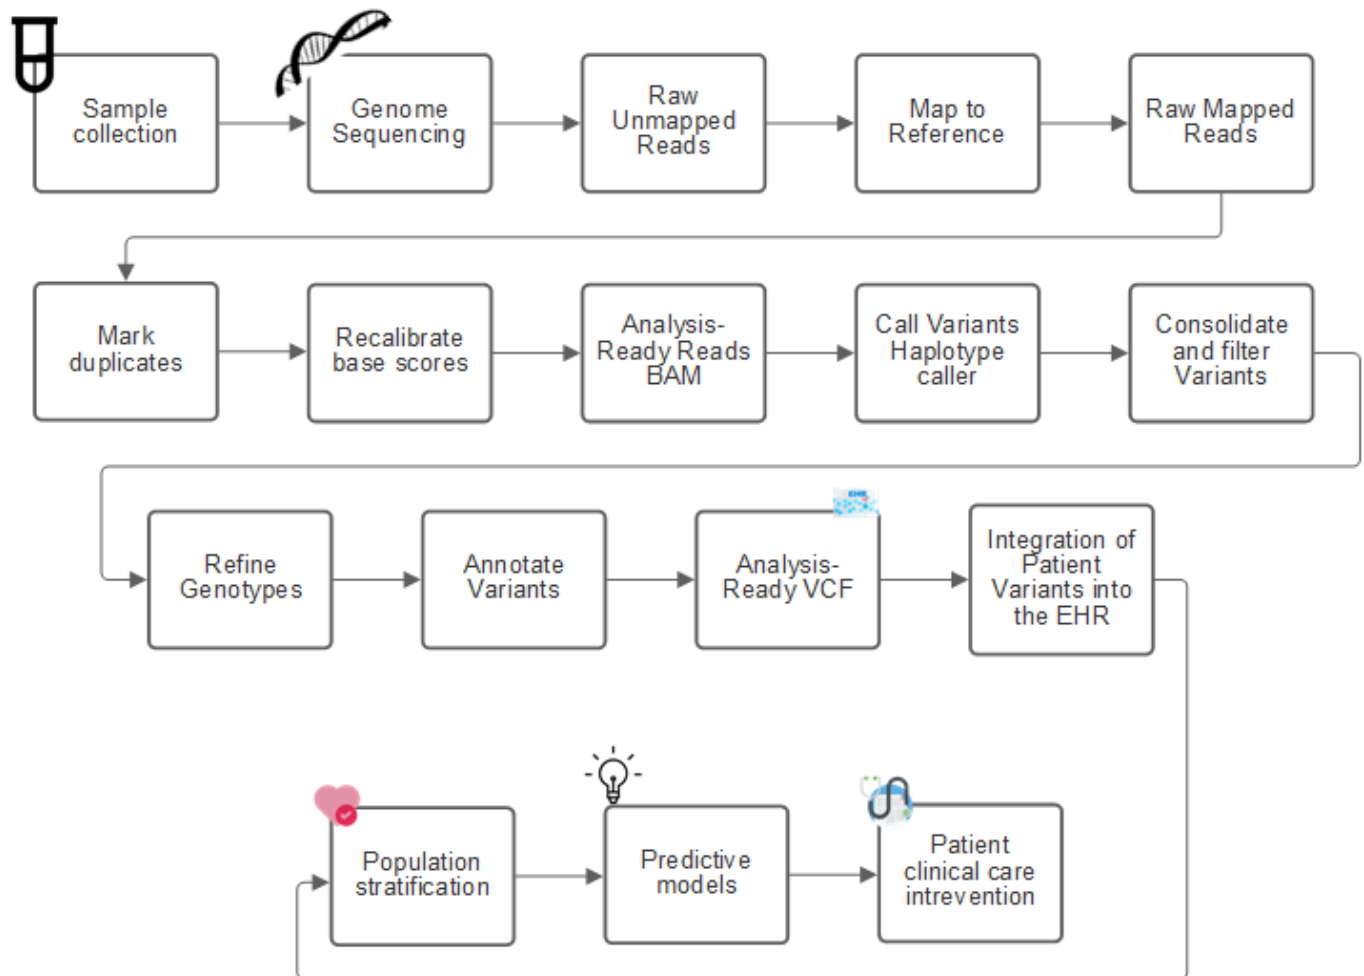 Sample
collection
Genome
Sequencing
Raw
Unmapped
Reads
Map to
Reference
Raw Mapped
Reads
Mark
duplicates
Recalibrate
base scores
Analysis-
Ready Reads
BAM
Call Variants
Haplotype
caller
Consolidate
and filter
Variants
Refine
Genotypes
Annotate
Variants
EHR
Analysis-
Ready VCF
Integration of
Patient
Variants into
the EHR
Population
stratification
Predictive
models
Patient
clinical care
intrevention